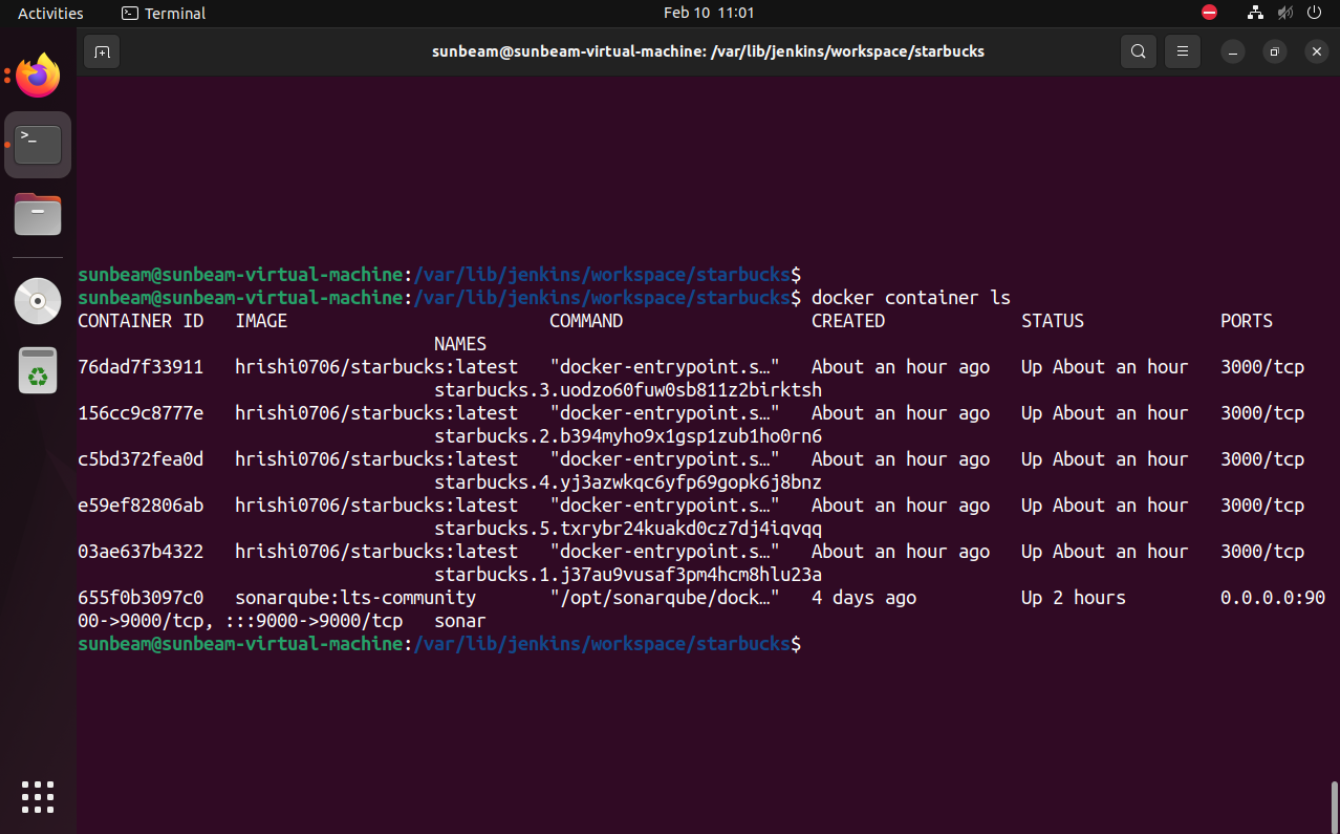 Activities Terminal Feb 10 11:01
sunbeam@sunbeam-virtual-machine: /var/lib/jenkins/workspace/starbucks
sunbeam@sunbeam-virtual-machine:/var/lib/jenkins/workspace/starbucks$
sunbeam@sunbeam-virtual-machine:/var/lib/jenkins/workspace/starbucks$ docker container ls
CONTAINER ID IMAGE COMMAND CREATED STATUS PORTS
NAMES
76dad7f33911 hrishi0706/starbucks:latest "docker-entrypoint.s…" About an hour ago Up About an hour 3000/tcp
starbucks.3.uodzo60fuw0sb811z2birktsh
156cc9c8777e hrishi0706/starbucks:latest "docker-entrypoint.s…" About an hour ago Up About an hour 3000/tcp
starbucks.2.b394myho9x1gsp1zub1ho0rn6
c5bd372fea0d hrishi0706/starbucks:latest "docker-entrypoint.s…" About an hour ago Up About an hour 3000/tcp
starbucks.4.yj3azwkqc6yfp69gopk6j8bnz
e59ef82806ab hrishi0706/starbucks:latest "docker-entrypoint.s…" About an hour ago Up About an hour 3000/tcp
starbucks.5.txrybr24kuakd0cz7dj4iqvqq
03ae637b4322 hrishi0706/starbucks:latest "docker-entrypoint.s…" About an hour ago Up About an hour 3000/tcp
starbucks.1.j37au9vusaf3pm4hcm8hlu23a
655f0b3097c0 sonarqube:lts-community "/opt/sonarqube/dock…" 4 days ago Up 2 hours 0.0.0.0:90
00->9000/tcp, :::9000->9000/tcp sonar
sunbeam@sunbeam-virtual-machine:/var/lib/jenkins/workspace/starbucks$